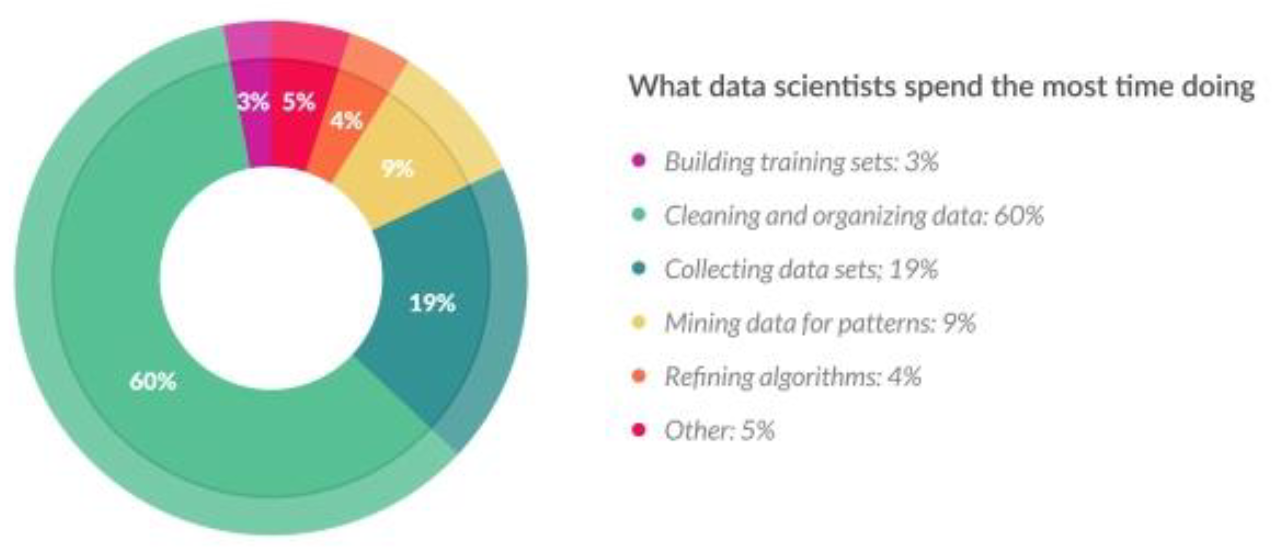 What data scientists spend the most time doing
3%
5%
4%
9%
19%
60%
Building training sets: 3%
Cleaning and organizing data: 60%
Collecting data sets; 19%
Mining data for patterns: 9%
Refining algorithms: 4%
Other: 5%